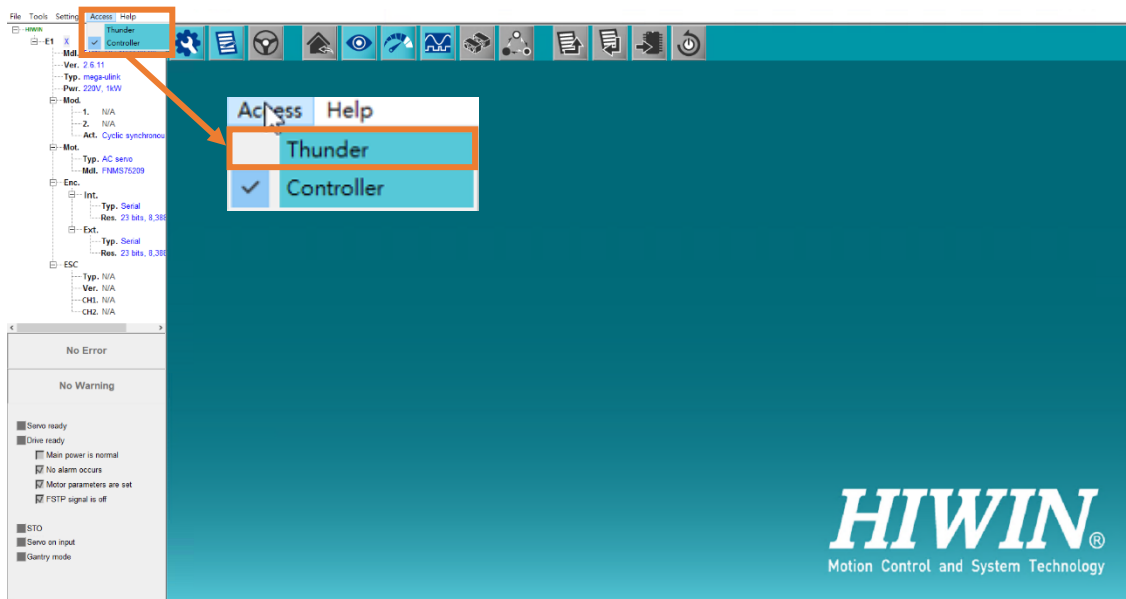 File Tools Setting Access Help
Thunder
Controller
HIWIN
E1 X
Mdl.
Ver. 2.6.11
Typ. mega-ulink
Pwr. 220V, 1kW
Mod.
1. N/A
2. N/A
Act. Cyclic synchronou
Mot.
Typ. AC servo
Mdl. FNMS75209
Enc.
Int.
Typ. Serial
Res. 23 bits, 8,388
Ext.
Typ. Serial
Res. 23 bits, 8,388
ESC
Typ. N/A
Ver. N/A
CH1. N/A
CH2. N/A
No Error
No Warning
Servo ready
Drive ready
Main power is normal
No alarm occurs
Motor parameters are set
FSTP signal is off
STO
Servo on input
Gantry mode
Access Help
Thunder
Controller
HIWIN®
Motion Control and System Technology